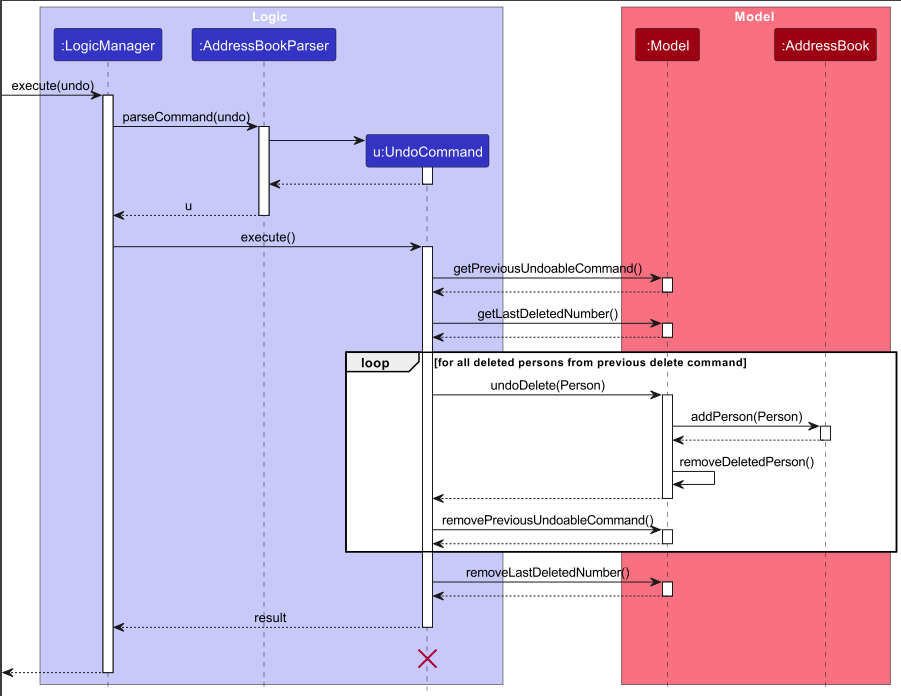 Logic
Model
:LogicManager
:AddressBookParser
:Model
:AddressBook
execute(undo)
parseCommand(undo)
u:UndoCommand
u
execute()
getPreviousUndoableCommand()
getLastDeletedNumber()
loop
[for all deleted persons from previous delete command]
undoDelete(Person)
addPerson(Person)
removeDeletedPerson()
removePreviousUndoableCommand()
removeLastDeletedNumber()
result